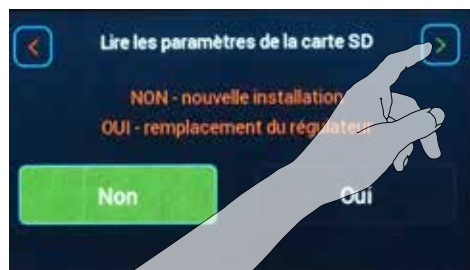 < Lire les paramètres de la carte SD >
NON - nouvelle installation
OUI - remplacement du régulateur
Non Oui